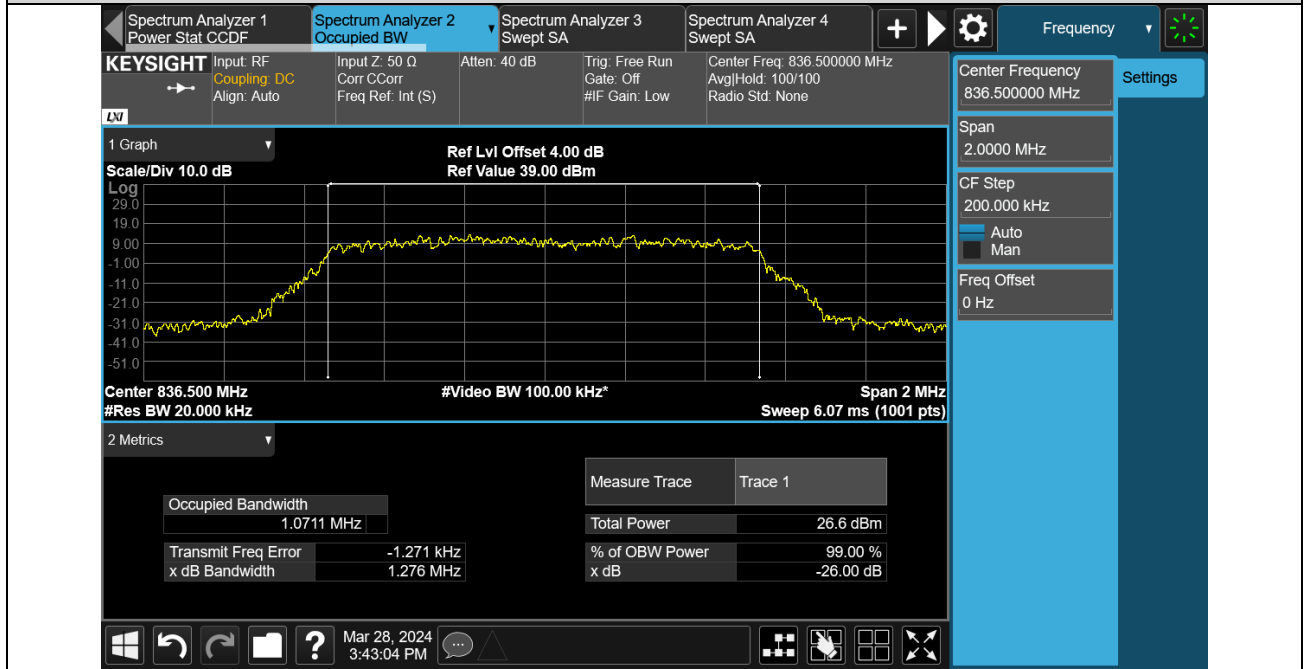 Spectrum Analyzer 1
Power Stat CCDF
Spectrum Analyzer 2
Occupied BW
Spectrum Analyzer 3
Swept SA
Spectrum Analyzer 4
Swept SA
+
Frequency
KEYSIGHT
LXI
Input: RF
Coupling: DC
Align: Auto
Input Z: 50 Ω
Corr CCorr
Freq Ref: Int (S)
Atten: 40 dB
Trig: Free Run
Gate: Off
#IF Gain: Low
Center Freq: 836.500000 MHz
Avg|Hold: 100/100
Radio Std: None
Center Frequency
836.500000 MHz
Settings
Span
2.0000 MHz
CF Step
200.000 kHz
Auto
Man
Freq Offset
0 Hz
1 Graph
Scale/Div 10.0 dB
Ref Lvl Offset 4.00 dB
Ref Value 39.00 dBm
Log
29.0
19.0
9.00
-1.00
-11.0
-21.0
-31.0
-41.0
-51.0
Center 836.500 MHz
#Video BW 100.00 kHz*
Span 2 MHz
#Res BW 20.000 kHz
Sweep 6.07 ms (1001 pts)
2 Metrics
Measure Trace Trace 1
Occupied Bandwidth
1.0711 MHz
Total Power 26.6 dBm
Transmit Freq Error -1.271 kHz
% of OBW Power 99.00 %
x dB Bandwidth 1.276 MHz
x dB -26.00 dB
?
Mar 28, 2024
3:43:04 PM